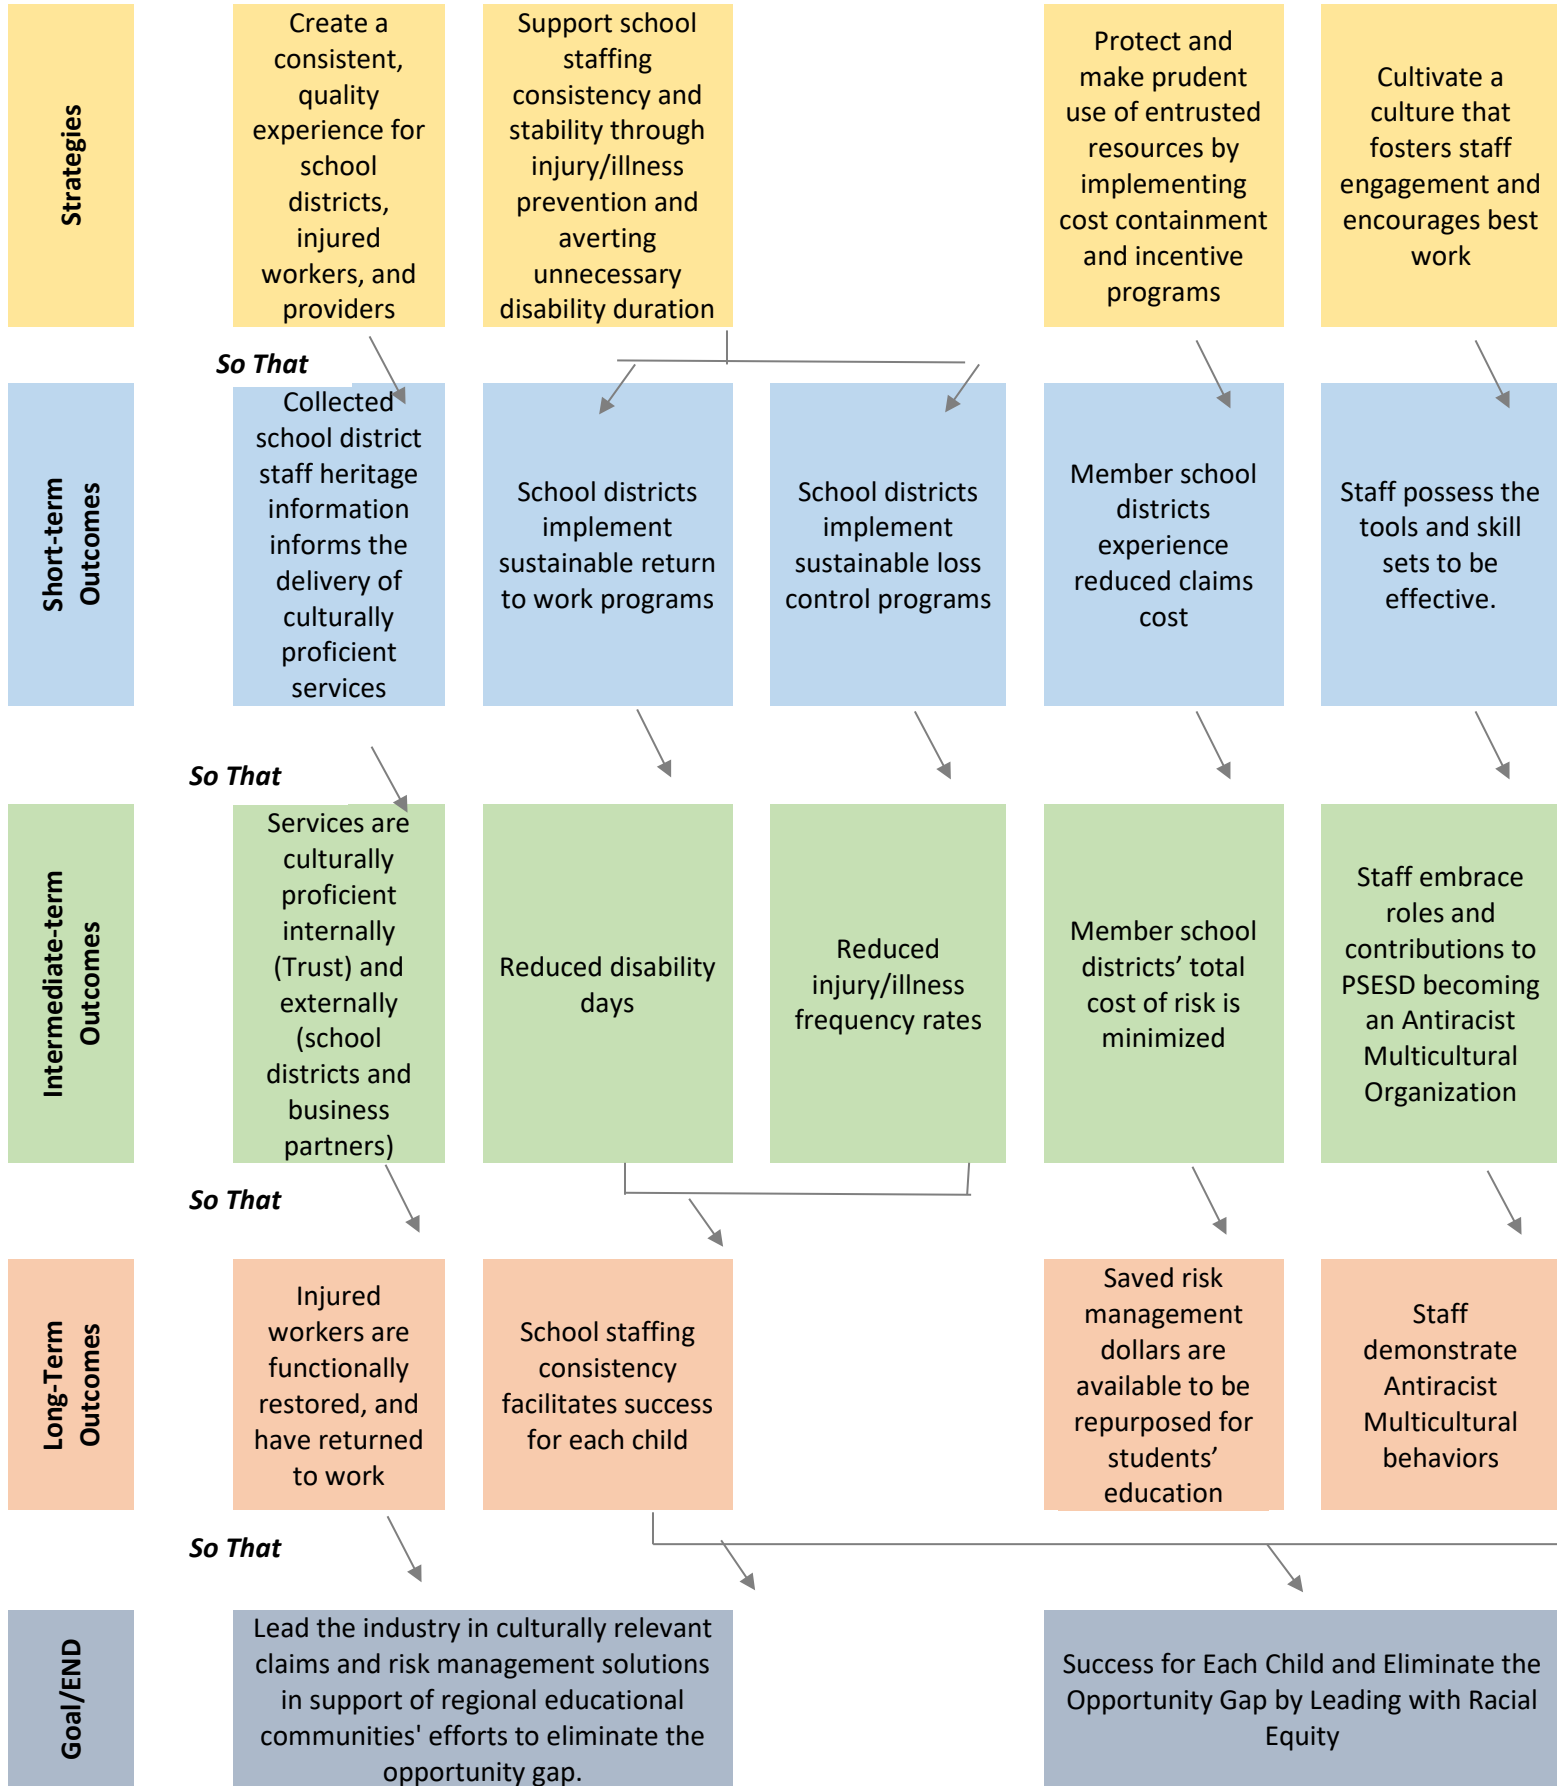 Strategies
Create a
consistent,
quality
experience for
school
districts,
injured
workers, and
providers
Support school
staffing
consistency and
stability through
injury/illness
prevention and
averting
unnecessary
disability duration
Protect and
make prudent
use of entrusted
resources by
implementing
cost containment
and incentive
programs
Cultivate a
culture that
fosters staff
engagement and
encourages best
work
So That
Short-term
Outcomes
Collected
school district
staff heritage
information
informs the
delivery of
culturally
proficient
services
School districts
implement
sustainable return
to work programs
School districts
implement
sustainable loss
control programs
Member school
districts
experience
reduced claims
cost
Staff possess the
tools and skill
sets to be
effective.
So That
Intermediate-term
Outcomes
Services are
culturally
proficient
internally
(Trust) and
externally
(school
districts and
business
partners)
Reduced disability
days
Reduced
injury/illness
frequency rates
Member school
districts’ total
cost of risk is
minimized
Staff embrace
roles and
contributions to
PSESD becoming
an Antiracist
Multicultural
Organization
So That
Long-Term
Outcomes
Injured
workers are
functionally
restored, and
have returned
to work
School staffing
consistency
facilitates success
for each child
Saved risk
management
dollars are
available to be
repurposed for
students’
education
Staff
demonstrate
Antiracist
Multicultural
behaviors
So That
Goal/END
Lead the industry in culturally relevant
claims and risk management solutions
in support of regional educational
communities' efforts to eliminate the
opportunity gap.
Success for Each Child and Eliminate the
Opportunity Gap by Leading with Racial
Equity